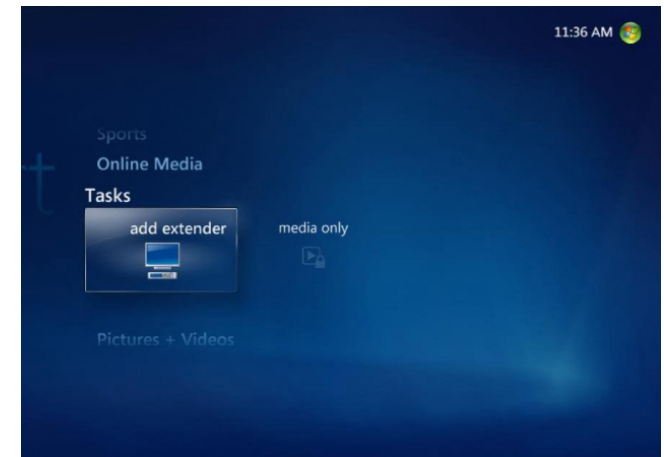 11:36 AM
Sports
Online Media
Tasks
add extender
media only
Pictures + Videos